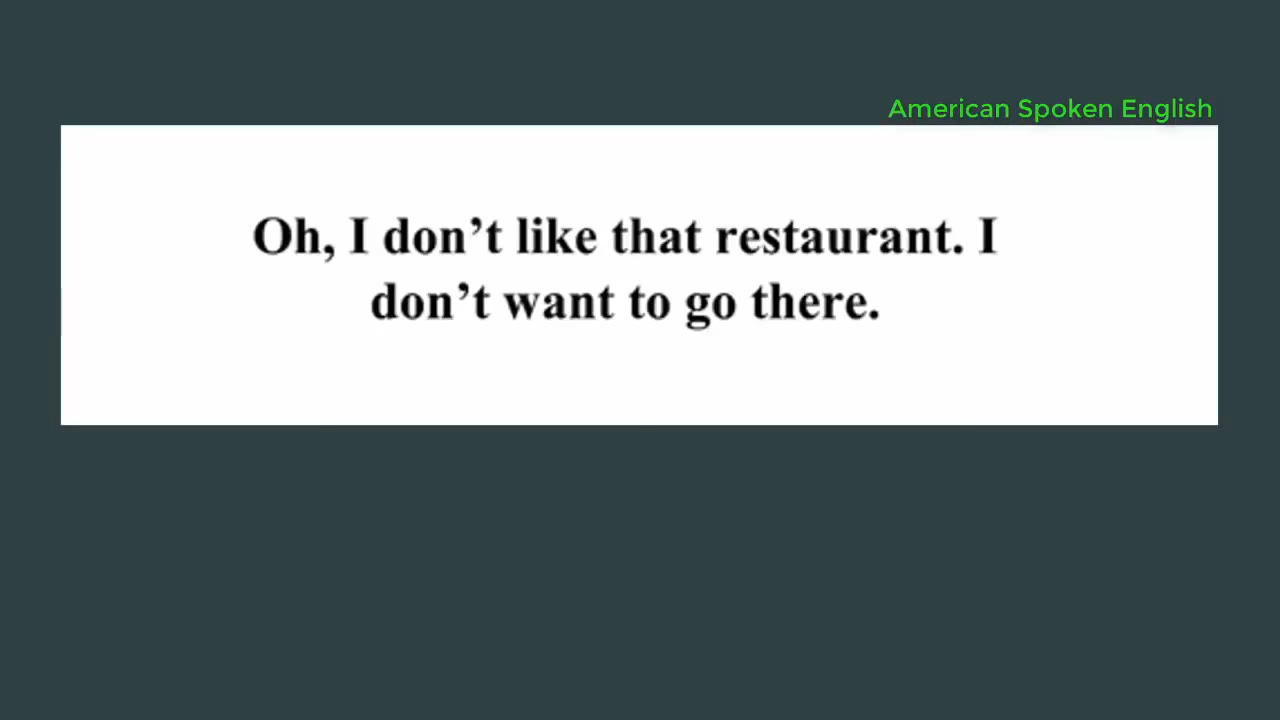 American Spoken English
Oh, I don’t like that restaurant. I
don’t want to go there.